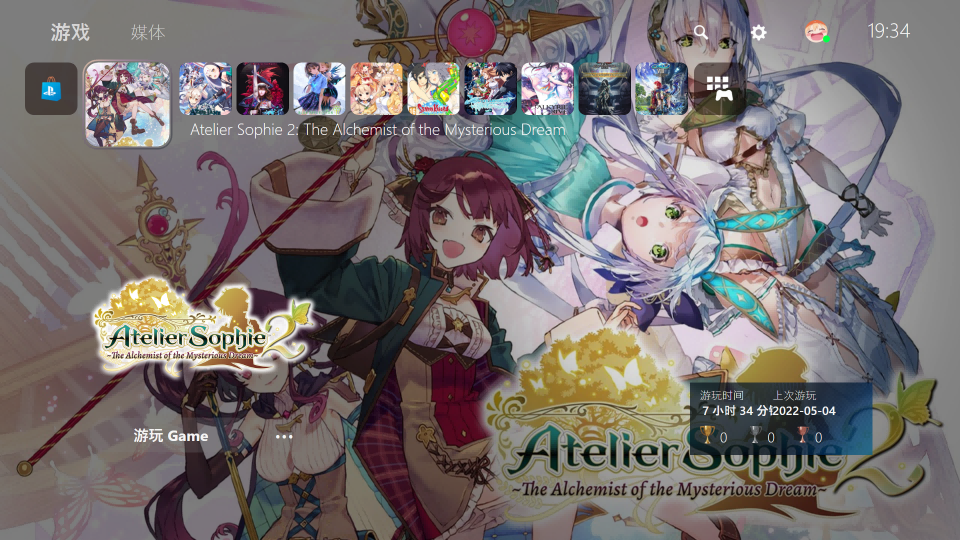 游戏 媒体 19:34
Atelier Sophie 2: The Alchemist of the Mysterious Dream
Atelier Sophie 2
~The Alchemist of the Mysterious Dream~
游玩 Game
游玩时间 上次游玩
7 小时 34 分钟 2022-05-04
0 0 0
Atelier Sophie 2
~The Alchemist of the Mysterious Dream~